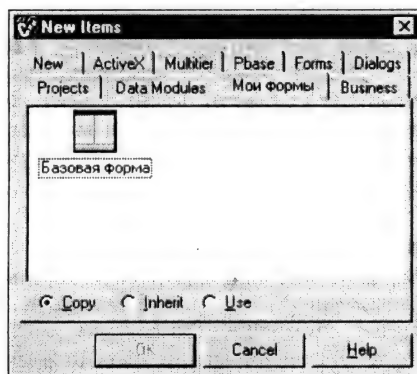 New Items
New ActiveX Multitier Pbase Forms Dialogs
Projects Data Modules Мои формы Business
Базовая форма
Copy Inherit Use
OK Cancel Help